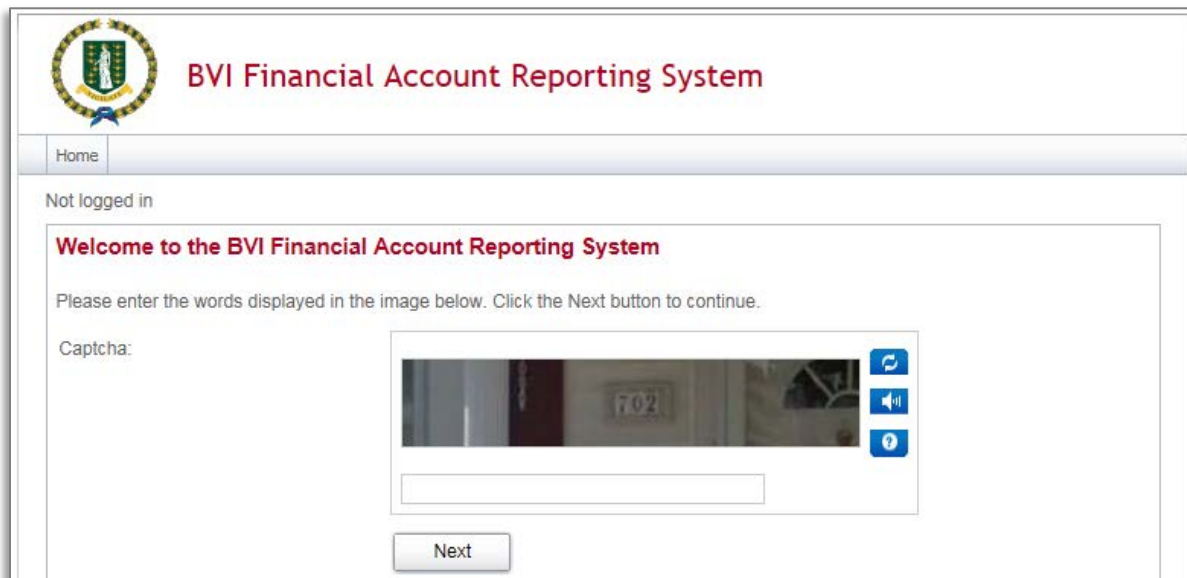 BVI Financial Account Reporting System
Home
Not logged in
Welcome to the BVI Financial Account Reporting System
Please enter the words displayed in the image below. Click the Next button to continue.
Captcha:
702
Next